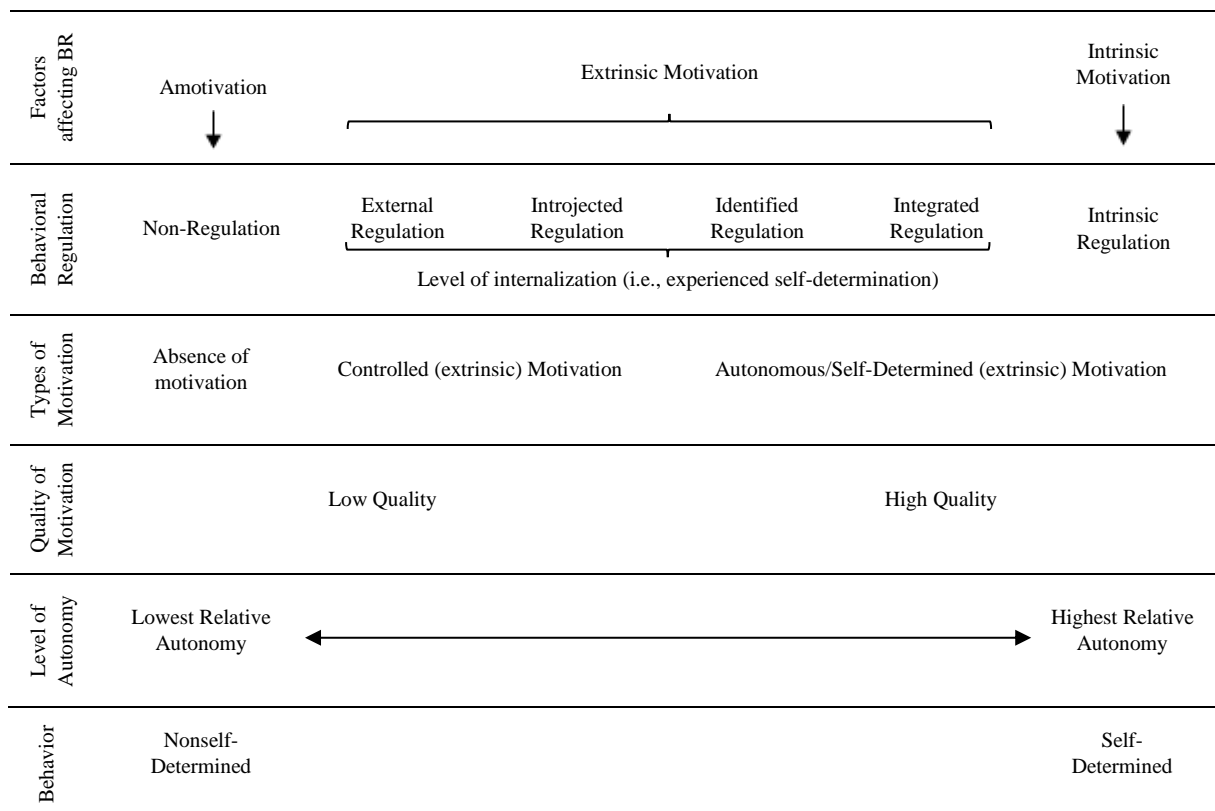 Factors
affecting BR
Amotivation
Extrinsic Motivation
Intrinsic
Motivation
Behavioral
Regulation
Non-Regulation
External
Regulation
Introjected
Regulation
Identified
Regulation
Integrated
Regulation
Intrinsic
Regulation
Level of internalization (i.e., experienced self-determination)
Types of
Motivation
Absence of
motivation
Controlled (extrinsic) Motivation
Autonomous/Self-Determined (extrinsic) Motivation
Quality of
Motivation
Low Quality
High Quality
Level of
Autonomy
Lowest Relative
Autonomy
Highest Relative
Autonomy
Behavior
Nonself-
Determined
Self-
Determined